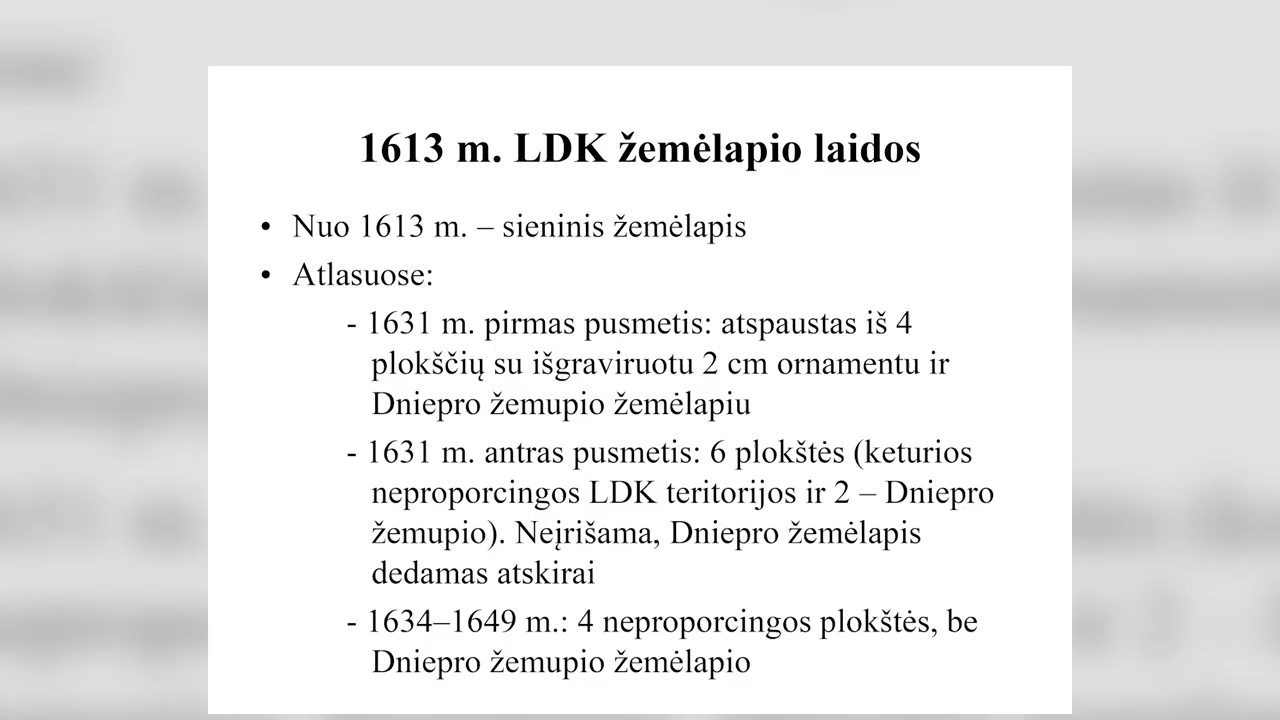 1613 m. LDK žemėlapio laidos
• Nuo 1613 m. – sieninis žemėlapis
• Atlasuose:
- 1631 m. pirmas pusmetis: atspaustas iš 4
plokščių su išgraviruotu 2 cm ornamentu ir
Dniepro žemupio žemėlapiu
- 1631 m. antras pusmetis: 6 plokštės (keturios
neproporcingos LDK teritorijos ir 2 – Dniepro
žemupio). Neįrišama, Dniepro žemėlapis
dedamas atskirai
- 1634–1649 m.: 4 neproporcingos plokštės, be
Dniepro žemupio žemėlapio